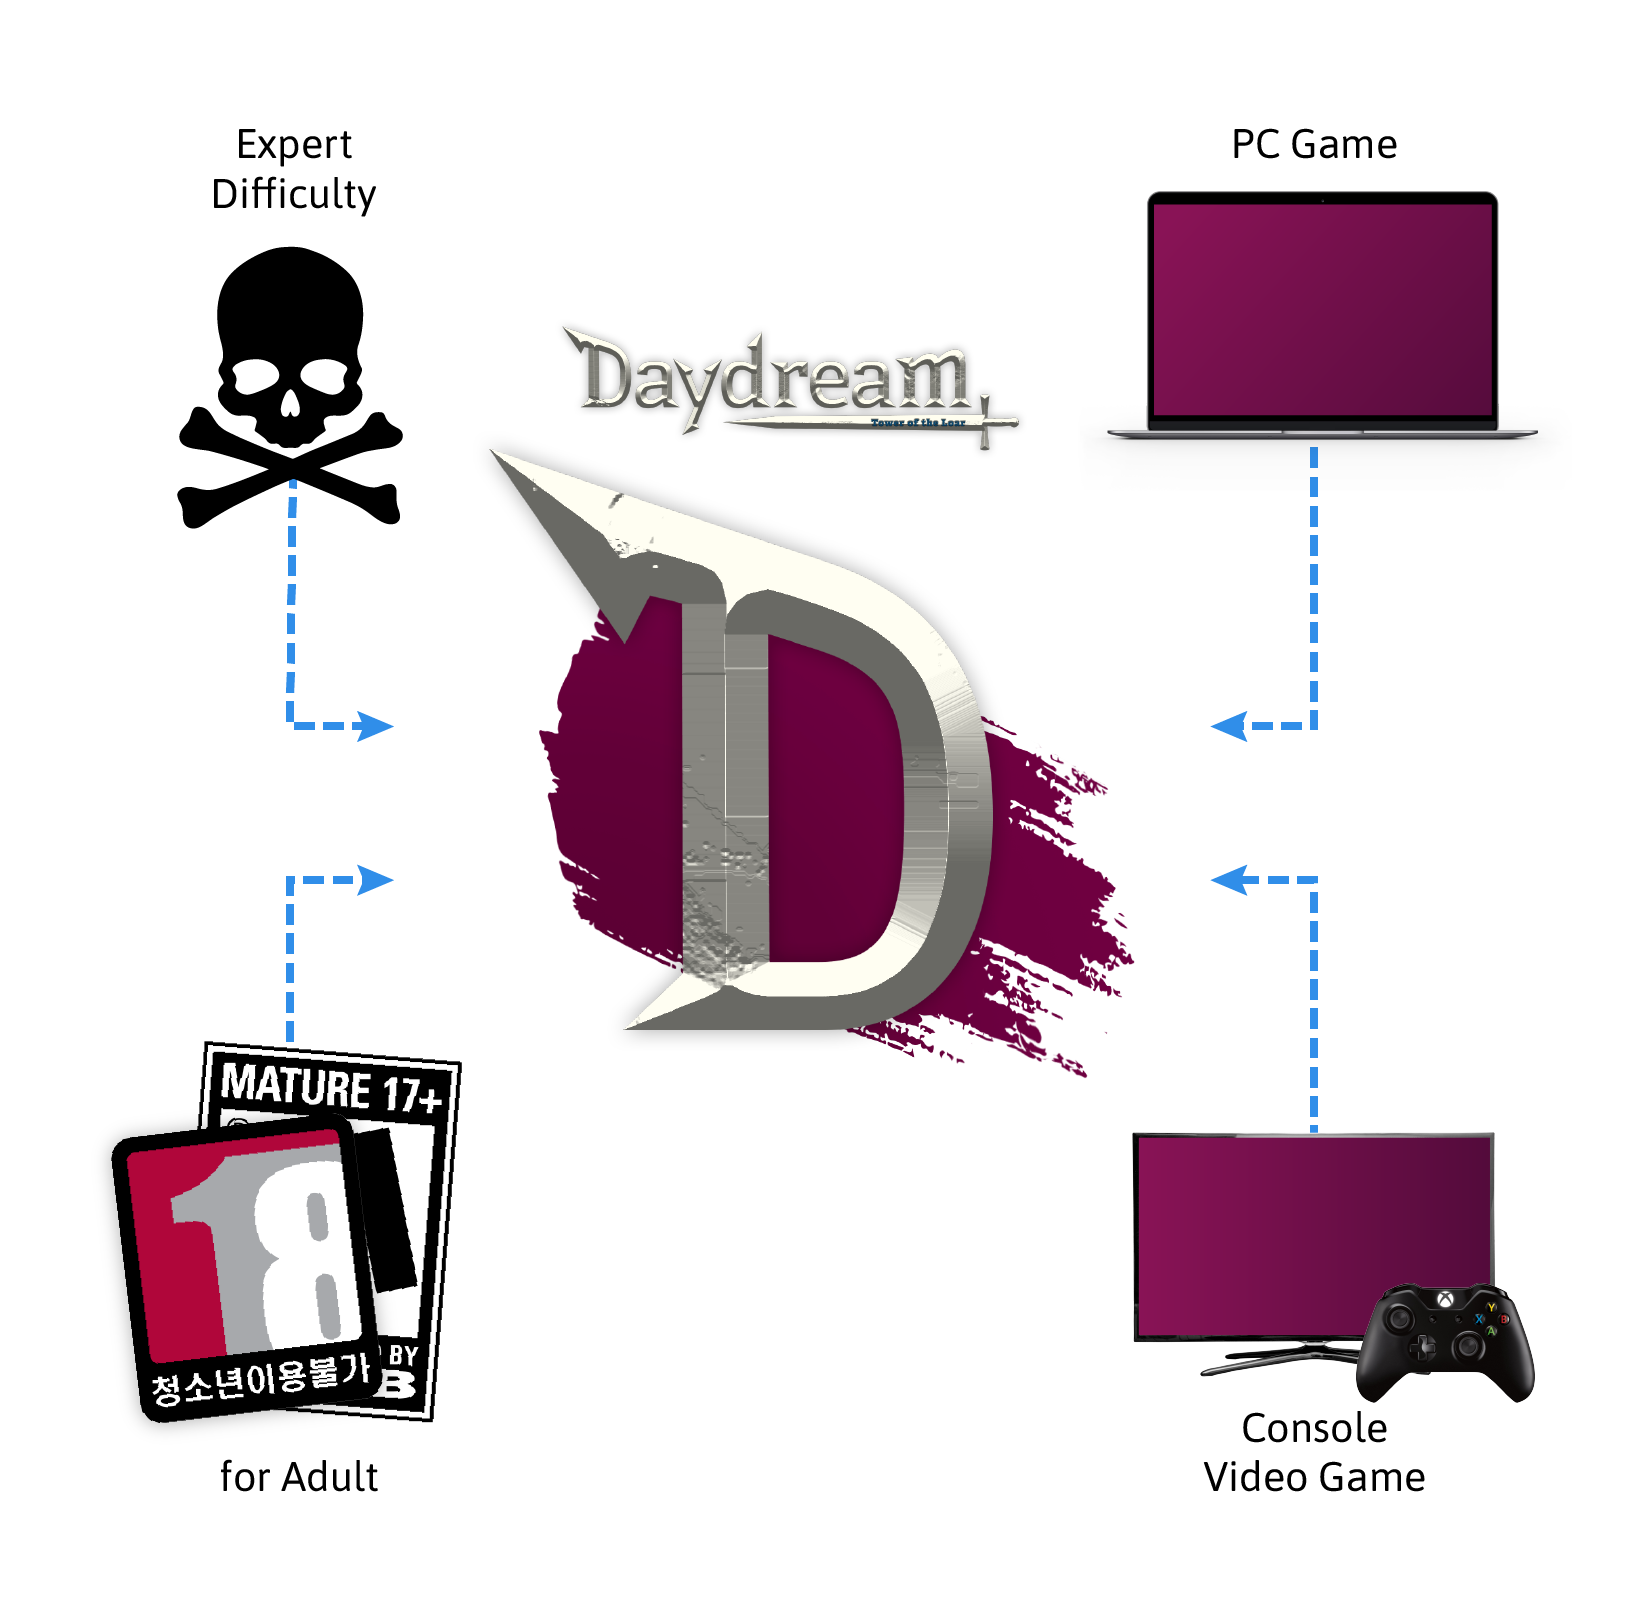 Expert
Difficulty
PC Game
Daydream
Tower of the Lear
D
MATURE 17+
18
청소년이용불가
BY
B
for Adult
X
Y
X
B
A
Console
Video Game